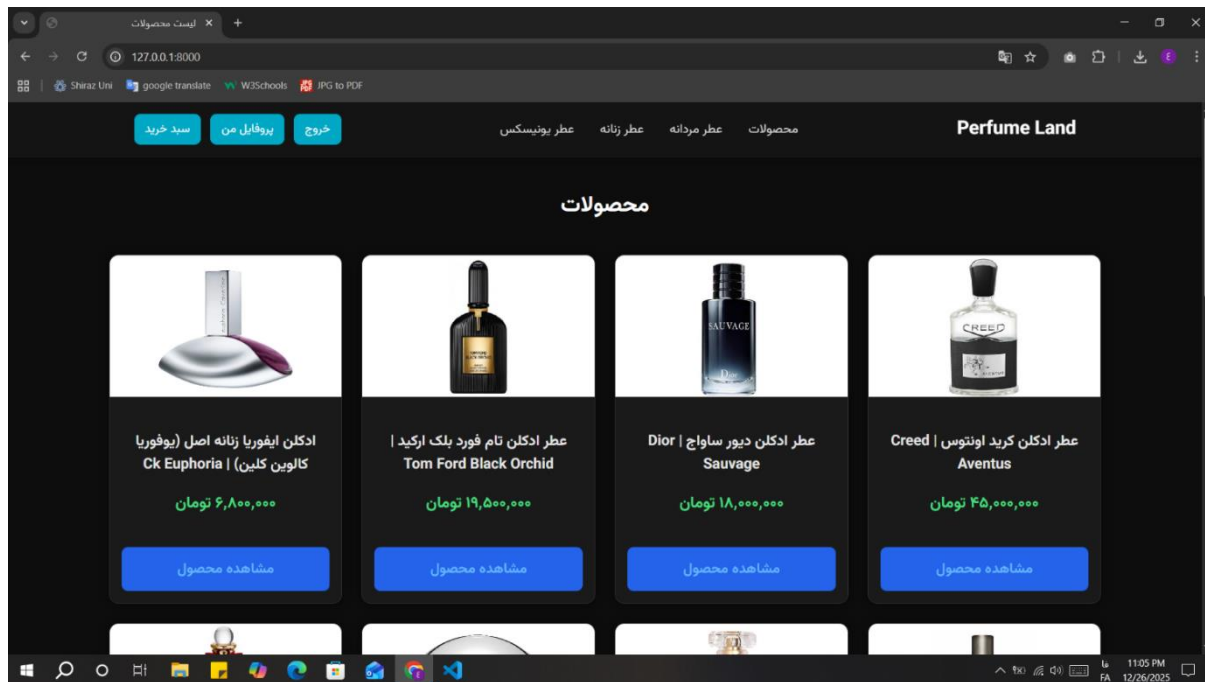 لیست محصولات
127.0.0.1:8000
Shiraz Uni
google translate
W3Schools
JPG to PDF
Perfume Land
محصولات
عطر مردانه
عطر زنانه
عطر یونیسکس
خروج
پروفایل من
سبد خرید
محصولات
CREED
عطر ادکلن کرید اونتوس | Creed
Aventus
۴۵,۰۰۰,۰۰۰ تومان
مشاهده محصول
SAUVAGE
Dior
عطر ادکلن دیور ساواج | Dior
Sauvage
۱۸,۰۰۰,۰۰۰ تومان
مشاهده محصول
TOM FORD
BLACK ORCHID
عطر ادکلن تام فورد بلک ارکید |
Tom Ford Black Orchid
۱۹,۵۰۰,۰۰۰ تومان
مشاهده محصول
ادکلن ایفوریا زنانه اصل (یوفوریا
کالوین کلین) | Ck Euphoria
۶,۸۰۰,۰۰۰ تومان
مشاهده محصول
فا
FA
11:05 PM
12/26/2025